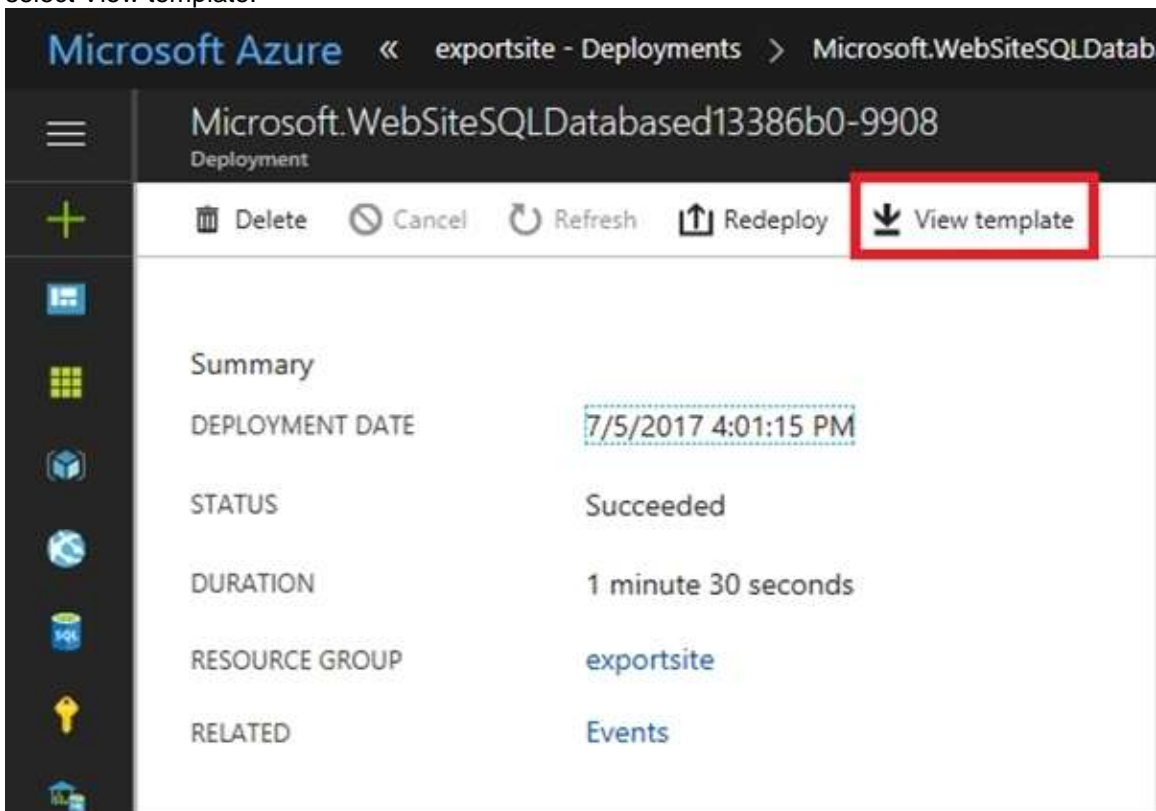 select View template.
Microsoft Azure « exportsite - Deployments > Microsoft.WebSiteSQLDatab
Microsoft.WebSiteSQLDatabased13386b0-9908
Deployment
Delete Cancel Refresh Redeploy View template
Summary
DEPLOYMENT DATE 7/5/2017 4:01:15 PM
STATUS Succeeded
DURATION 1 minute 30 seconds
RESOURCE GROUP exportsite
RELATED Events
SQL